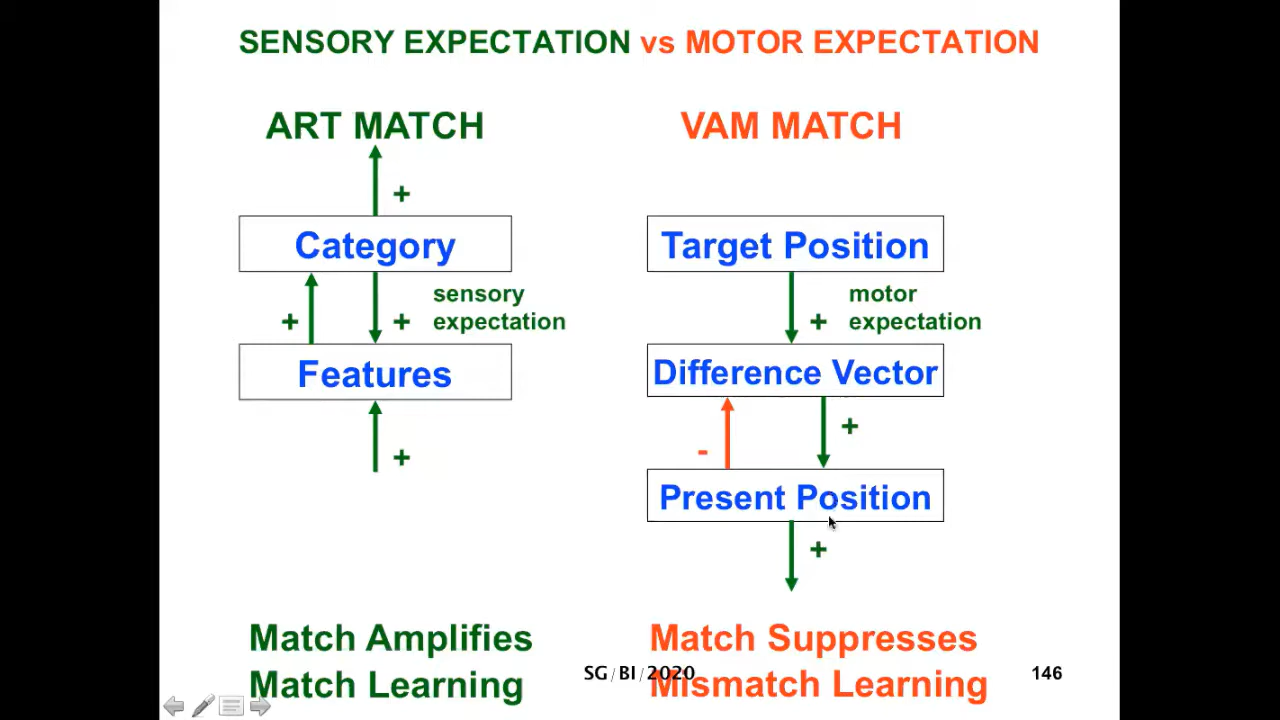 SENSORY EXPECTATION vs MOTOR EXPECTATION
ART MATCH
+
Category
+
+
sensory
expectation
Features
+
Match Amplifies
Match Learning
VAM MATCH
Target Position
+
motor
expectation
Difference Vector
-
+
Present Position
+
Match Suppresses
Mismatch Learning
SG/BI/2020
146